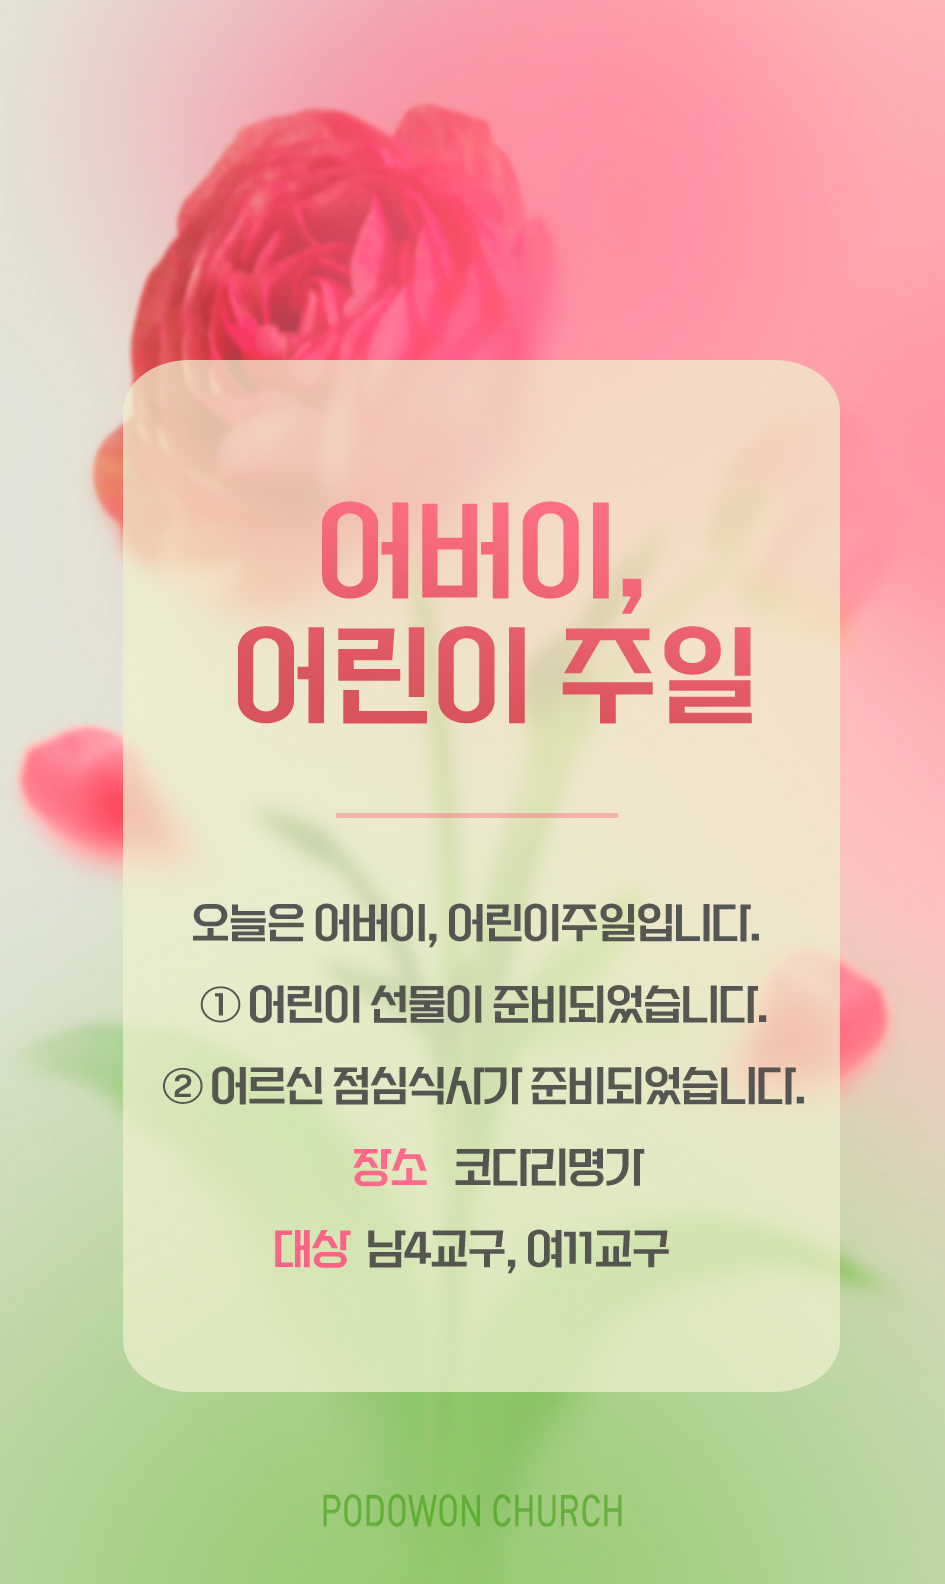 어버이,
어린이 주일
오늘은 어버이, 어린이주일입니다.
① 어린이 선물이 준비되었습니다.
② 어르신 점심식사가 준비되었습니다.
장소 코다리명가
대상 남4교구, 여11교구
PODOWON CHURCH